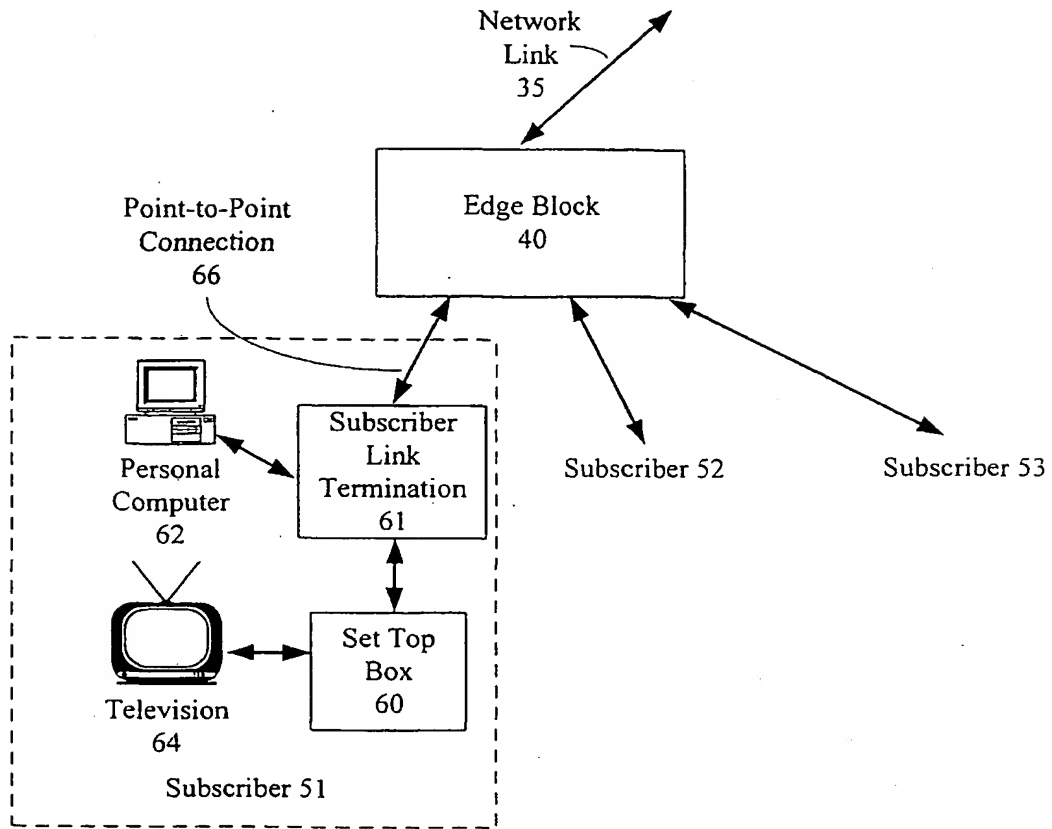 Network
Link
35
Edge Block
40
Point-to-Point
Connection
66
Subscriber
Link
Termination
61
Personal
Computer
62
Subscriber 52
Subscriber 53
Set Top
Box
60
Television
64
Subscriber 51